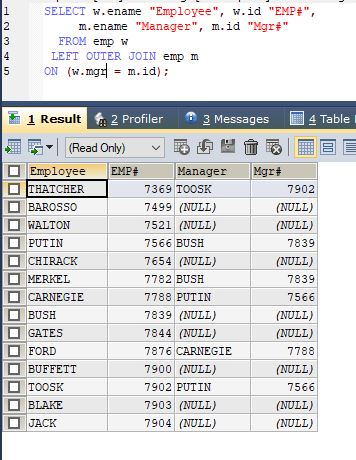 1 SELECT w.ename "Employee", w.id "EMP#",
2 m.ename "Manager", m.id "Mgr#"
3 FROM emp w
4 LEFT OUTER JOIN emp m
5 ON (w.mgr = m.id);
1 Result 2 Profiler 3 Messages 4 Table
(Read Only)
Employee EMP# Manager Mgr#
THATCHER 7369 TOOSK 7902
BAROSSO 7499 (NULL) (NULL)
WALTON 7521 (NULL) (NULL)
PUTIN 7566 BUSH 7839
CHIRACK 7654 (NULL) (NULL)
MERKEL 7782 BUSH 7839
CARNEGIE 7788 PUTIN 7566
BUSH 7839 (NULL) (NULL)
GATES 7844 (NULL) (NULL)
FORD 7876 CARNEGIE 7788
BUFFETT 7900 (NULL) (NULL)
TOOSK 7902 PUTIN 7566
BLAKE 7903 (NULL) (NULL)
JACK 7904 (NULL) (NULL)